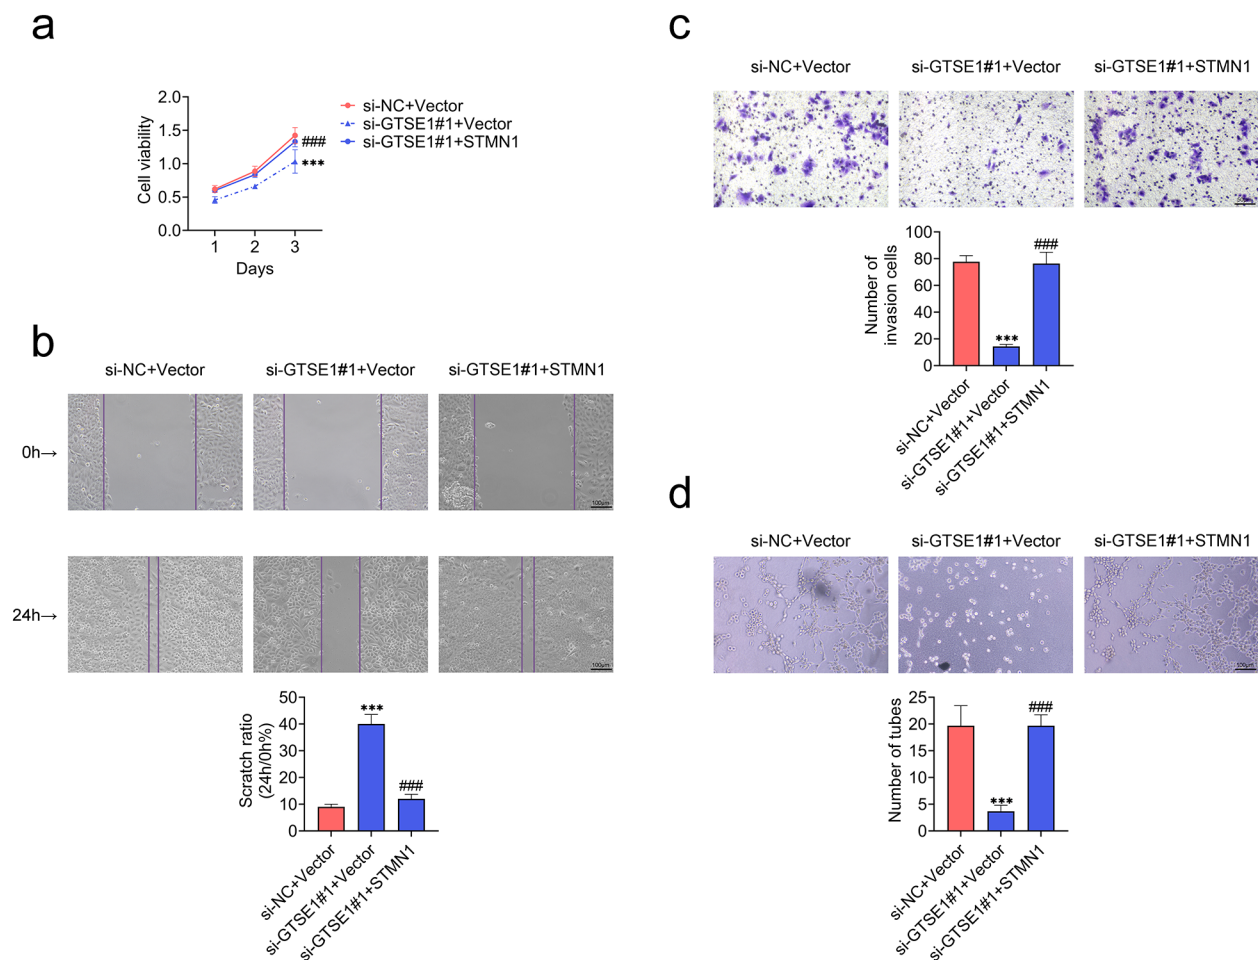 a
2.0
1.5
1.0
0.5
0.0
Cell viability
1 2 3
Days
si-NC+Vector
si-GTSE1#1+Vector
si-GTSE1#1+STMN1
###
***
b
si-NC+Vector si-GTSE1#1+Vector si-GTSE1#1+STMN1
0h→
100μm
24h→
100μm
Scratch ratio
(24h/0h%)
50
40
30
20
10
0
***
###
si-NC+Vector
si-GTSE1#1+Vector
si-GTSE1#1+STMN1
c
si-NC+Vector si-GTSE1#1+Vector si-GTSE1#1+STMN1
Number of
invasion cells
100
80
60
40
20
0
***
###
si-NC+Vector
si-GTSE1#1+Vector
si-GTSE1#1+STMN1
d
si-NC+Vector si-GTSE1#1+Vector si-GTSE1#1+STMN1
Number of tubes
25
20
15
10
5
0
***
###
si-NC+Vector
si-GTSE1#1+Vector
si-GTSE1#1+STMN1